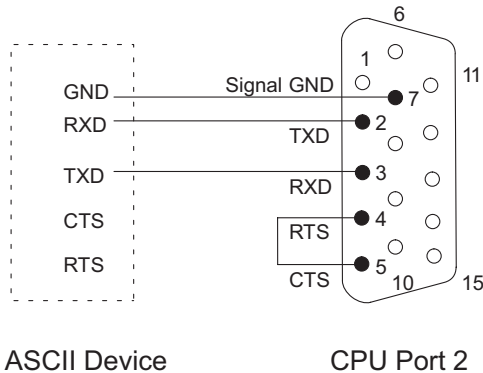 6
1
11
GND
Signal GND
7
RXD
2
TXD
TXD
3
RXD
CTS
4
RTS
RTS
5
CTS
10
15
ASCII Device
CPU Port 2